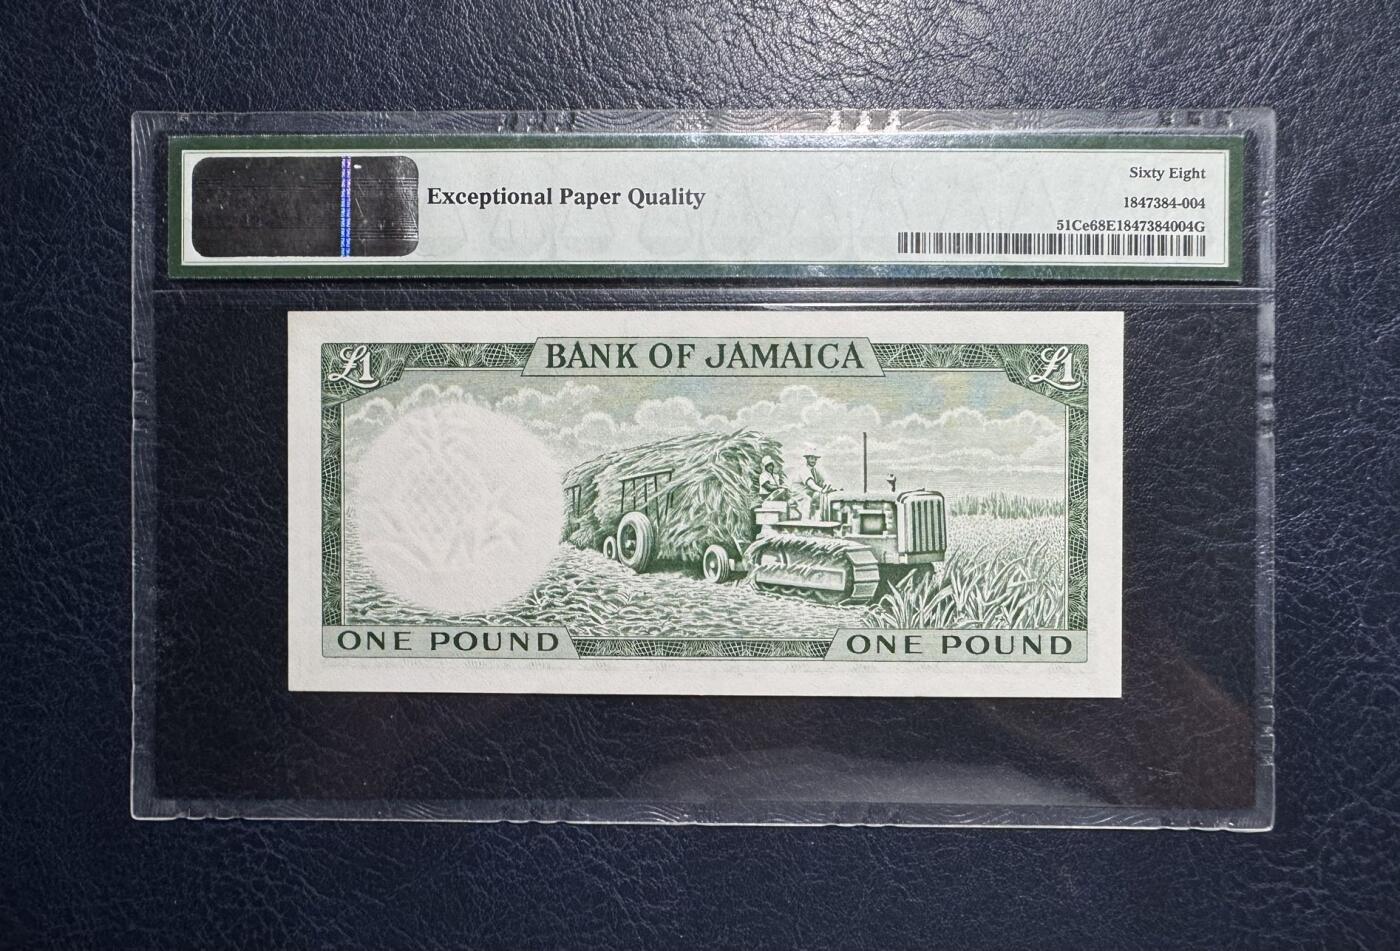 Exceptional Paper Quality
Sixty Eight
1847384-004
51Ce68E1847384004G
BANK OF JAMAICA
£1
£1
ONE POUND
ONE POUND